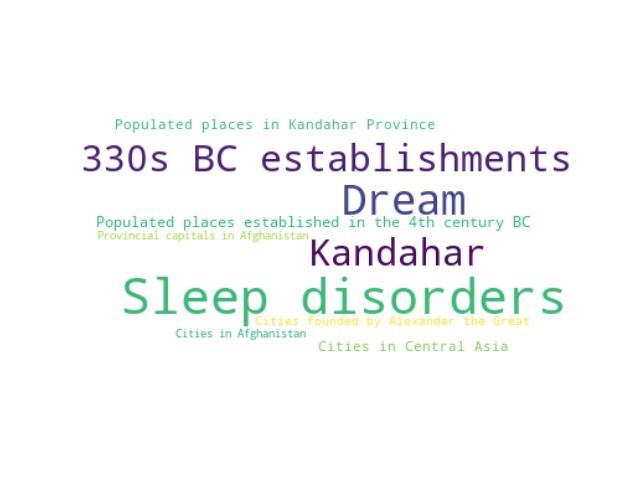 Populated places in Kandahar Province
330s BC establishments
Dream
Populated places established in the 4th century BC
Provincial capitals in Afghanistan
Kandahar
Sleep disorders
Cities founded by Alexander the Great
Cities in Afghanistan
Cities in Central Asia